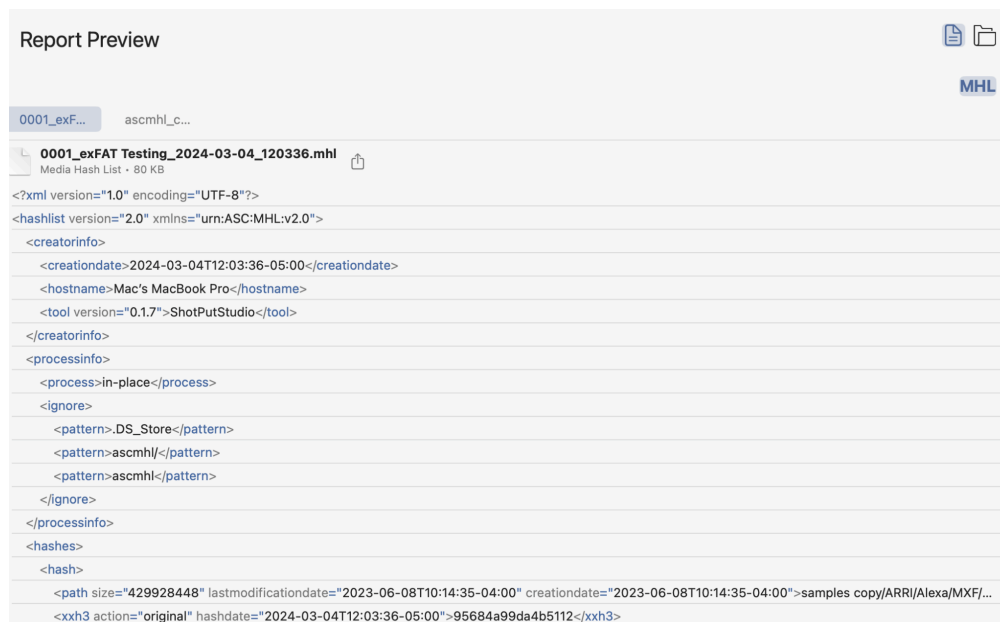 Report Preview
MHL
0001_exF...
ascmhl_c...
0001_exFAT Testing_2024-03-04_120336.mhl
Media Hash List • 80 KB
<?xml version="1.0" encoding="UTF-8"?>
<hashlist version="2.0" xmlns="urn:ASC:MHL:v2.0">
<creatorinfo>
<creationdate>2024-03-04T12:03:36-05:00</creationdate>
<hostname>Mac’s MacBook Pro</hostname>
<tool version="0.1.7">ShotPutStudio</tool>
</creatorinfo>
<processinfo>
<process>in-place</process>
<ignore>
<pattern>.DS_Store</pattern>
<pattern>ascmhl/</pattern>
<pattern>ascmhl</pattern>
</ignore>
</processinfo>
<hashes>
<hash>
<path size="429928448" lastmodificationdate="2023-06-08T10:14:35-04:00" creationdate="2023-06-08T10:14:35-04:00">samples copy/ARRI/Alexa/MXF/...
<xxh3 action="original" hashdate="2024-03-04T12:03:36-05:00">95684a99da4b5112</xxh3>